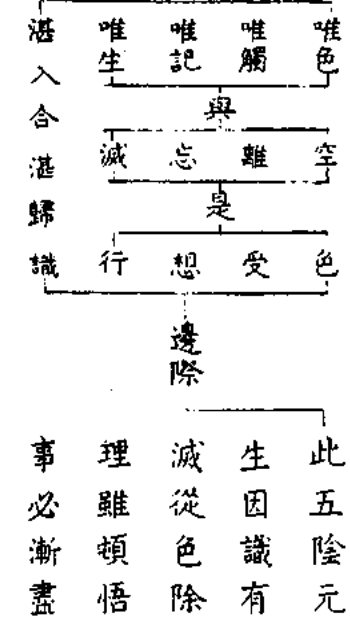 唯色
唯觸
唯記
唯生
與
空
離
忘
滅
是
色
受
想
行
湛入合湛歸識
邊際
此五陰元
生因識有
滅從色除
理雖頓悟
事必漸盡